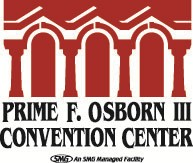 PRIME F. OSBORN III
CONVENTION CENTER
SMG An SMG Managed Facility